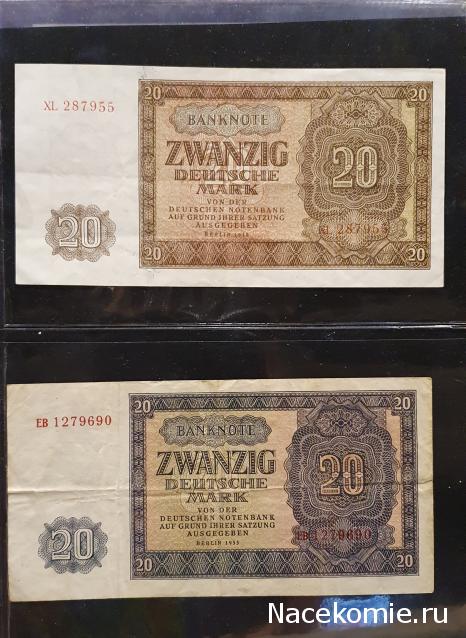 XL 287955
20 20
BANKNOTE
ZWANZIG
DEUTSCHE
MARK
20
VON DER
DEUTSCHEN NOTENBANK
AUF GRUND IHRER SATZUNG
AUSGEGEBEN
BERLIN 1948
XL 287955
20
20 20
EB 1279690
20 20
BANKNOTE
ZWANZIG
DEUTSCHE
MARK
20
VON DER
DEUTSCHEN NOTENBANK
AUF GRUND IHRER SATZUNG
AUSGEGEBEN
BERLIN 1955
EB 1279690
20
20 20
Nacekomie.ru